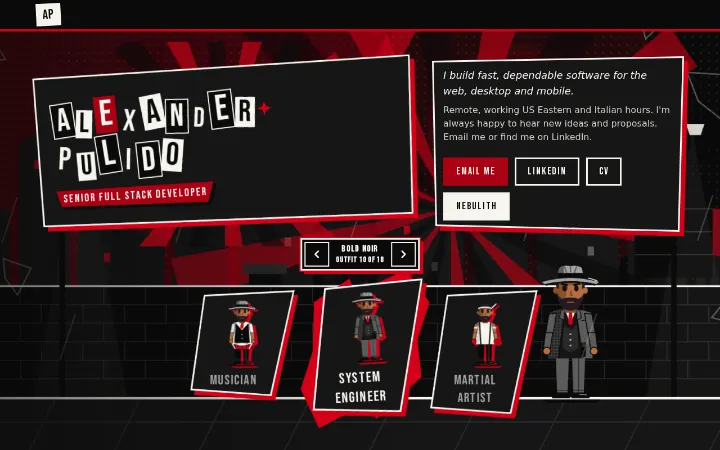 AP
ALEXANDER
PULIDO
SENIOR FULL STACK DEVELOPER
I build fast, dependable software for the
web, desktop and mobile.
Remote, working US Eastern and Italian hours. I'm
always happy to hear new ideas and proposals.
Email me or find me on LinkedIn.
EMAIL ME
LINKEDIN
CV
NEBULITH
BOLD NOIR
OUTFIT 10 OF 18
MUSICIAN
SYSTEM
ENGINEER
MARTIAL
ARTIST